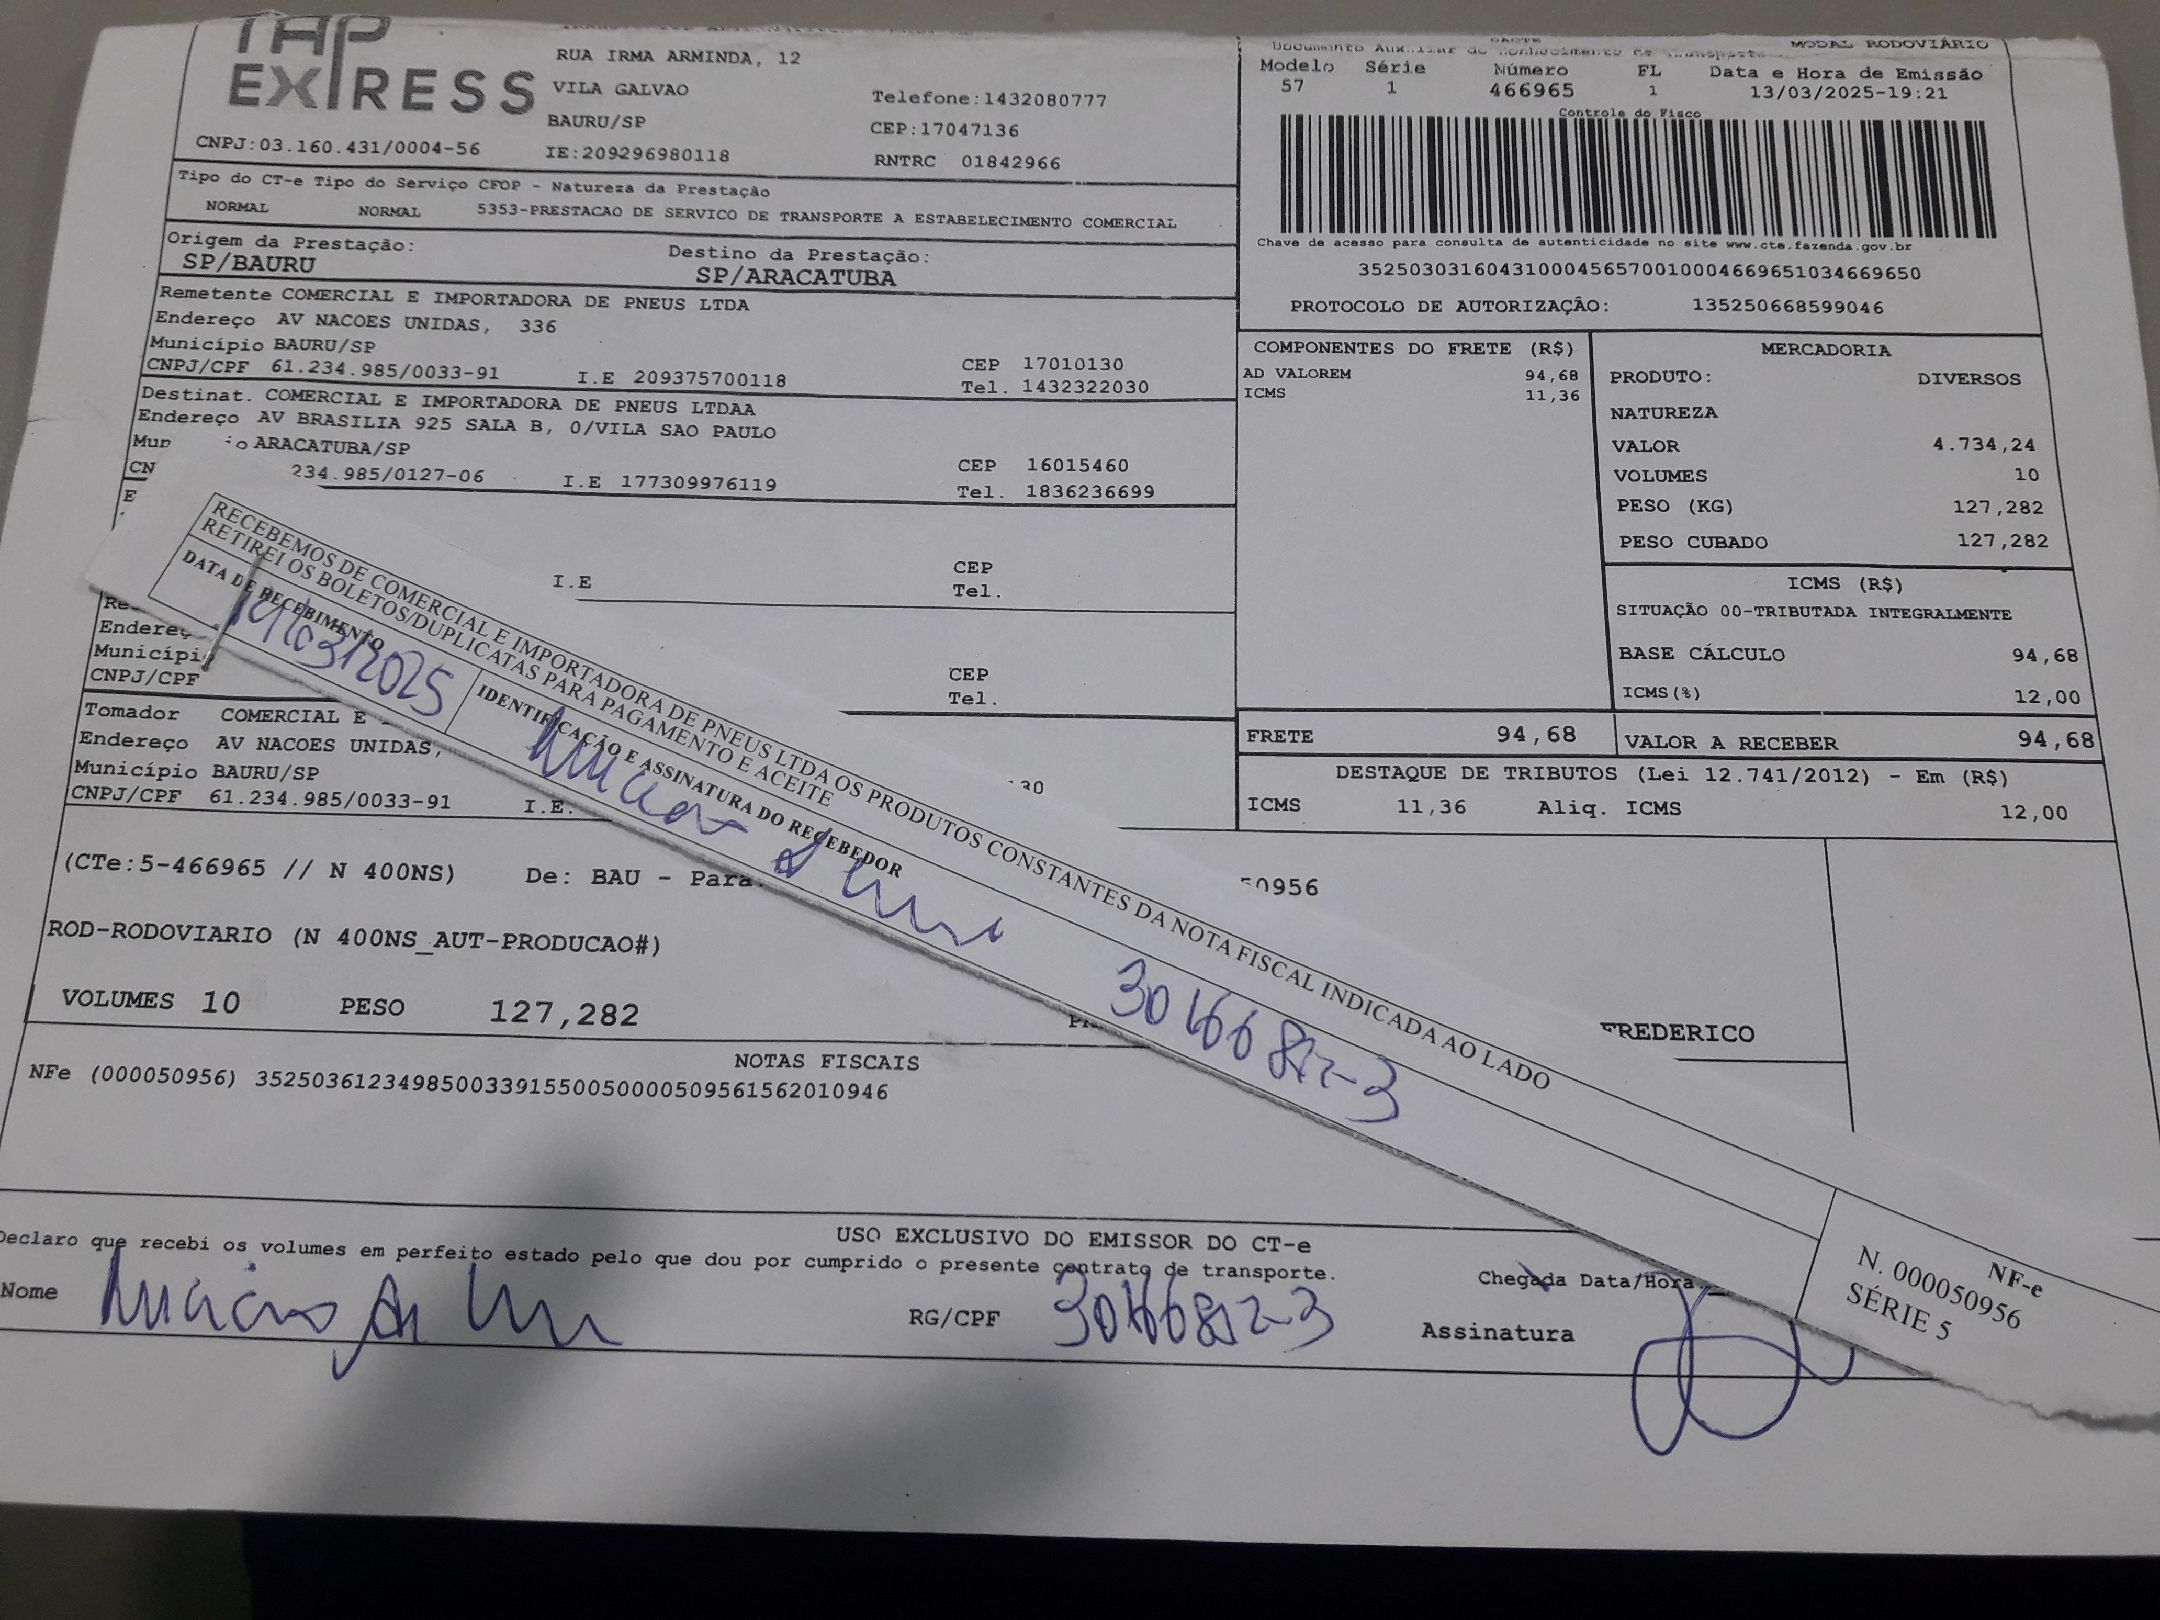 TAP
EXPRESS
RUA IRMA ARMINDA, 12
VILA GALVAO
BAURU/SP
Telefone:1432080777
CEP:17047136
CNPJ:03.160.431/0004-56
IE:209296980118
RNTRC 01842966
DACTE
MODAL RODOVIÁRIO
Documento Auxiliar do Conhecimento de Transporte
Modelo Série Número FL Data e Hora de Emissão
57 1 466965 1 13/03/2025-19:21
Controle do Fisco
Chave de acesso para consulta de autenticidade no site www.cte.fazenda.gov.br
35250303160431000456570010004669651034669650
PROTOCOLO DE AUTORIZAÇÃO: 135250668599046
Tipo do CT-e Tipo do Serviço CFOP - Natureza da Prestação
NORMAL NORMAL 5353-PRESTACAO DE SERVICO DE TRANSPORTE A ESTABELECIMENTO COMERCIAL
Origem da Prestação: Destino da Prestação:
SP/BAURU SP/ARACATUBA
Remetente COMERCIAL E IMPORTADORA DE PNEUS LTDA
Endereço AV NACOES UNIDAS, 336
Município BAURU/SP CEP 17010130
CNPJ/CPF 61.234.985/0033-91 I.E 209375700118 Tel. 1432322030
Destinat. COMERCIAL E IMPORTADORA DE PNEUS LTDAA
Endereço AV BRASILIA 925 SALA B, 0/VILA SAO PAULO
ARACATUBA/SP CEP 16015460
234.985/0127-06 I.E 177309976119 Tel. 1836236699
I.E CEP
Tel.
Endereç
Municípi CEP
CNPJ/CPF Tel.
Tomador COMERCIAL E
Endereço AV NACOES UNIDAS,
Município BAURU/SP
CNPJ/CPF 61.234.985/0033-91 I.E.
COMPONENTES DO FRETE (R$)
AD VALOREM 94,68
ICMS 11,36
MERCADORIA
PRODUTO: DIVERSOS
NATUREZA
VALOR 4.734,24
VOLUMES 10
PESO (KG) 127,282
PESO CUBADO 127,282
ICMS (R$)
SITUAÇÃO 00-TRIBUTADA INTEGRALMENTE
BASE CÁLCULO 94,68
ICMS(%) 12,00
FRETE 94,68 VALOR A RECEBER 94,68
DESTAQUE DE TRIBUTOS (Lei 12.741/2012) - Em (R$)
ICMS 11,36 Aliq. ICMS 12,00
RECEBEMOS DE COMERCIAL E IMPORTADORA DE PNEUS LTDA OS PRODUTOS CONSTANTES DA NOTA FISCAL INDICADA AO LADO
RETIREI OS BOLETOS/DUPLICATAS PARA PAGAMENTO E ACEITE
DATA DE RECEBIMENTO
14/03/2025
IDENTIFICAÇÃO E ASSINATURA DO RECEBEDOR
NF-e
N. 000050956
SÉRIE 5
(CTe:5-466965 // N 400NS) De: BAU - Para 50956
ROD-RODOVIARIO (N 400NS_AUT-PRODUCAO#)
VOLUMES 10 PESO 127,282
FREDERICO
NOTAS FISCAIS
NFe (000050956) 35250361234985003391550050000509561562010946
USO EXCLUSIVO DO EMISSOR DO CT-e
Declaro que recebi os volumes em perfeito estado pelo que dou por cumprido o presente contrato de transporte.
Nome RG/CPF Chegada Data/Hora
Assinatura